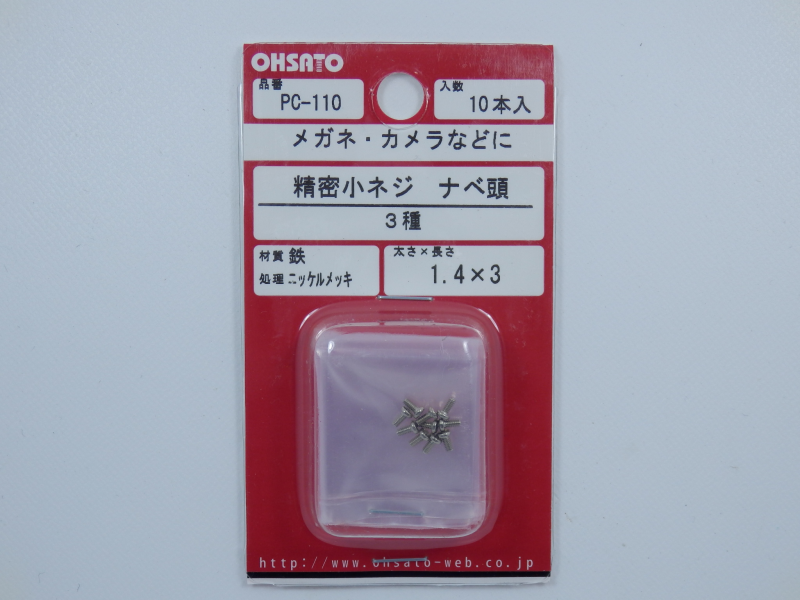 OHSATO
品番
PC-110
入数
10本入
メガネ・カメラなどに
精密小ネジ ナベ頭
3種
材質 鉄
処理 ニッケルメッキ
太さ×長さ
1.4×3
http://www.ohsato-web.co.jp